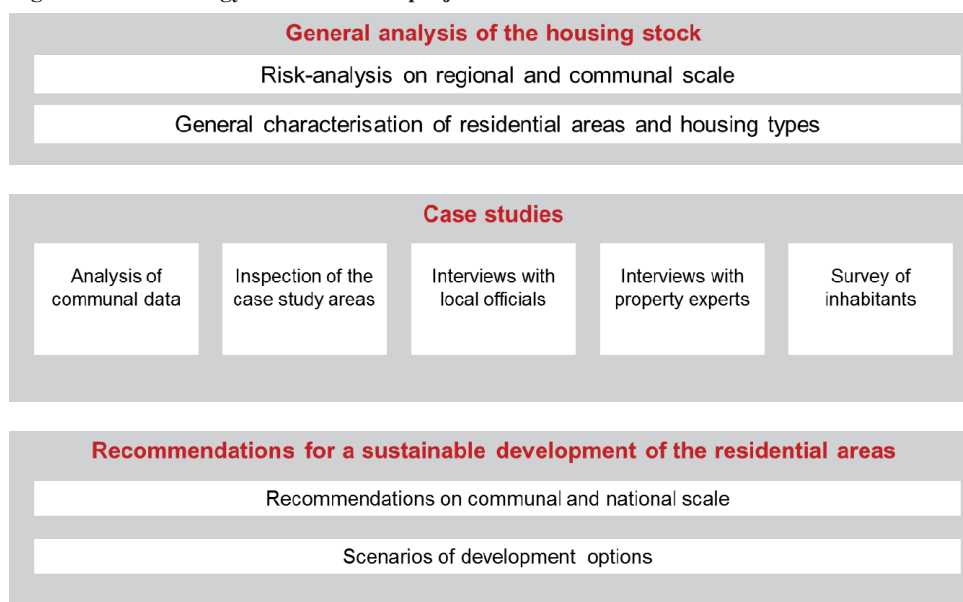 General analysis of the housing stock
Risk-analysis on regional and communal scale
General characterisation of residential areas and housing types
Case studies
Analysis of
communal data
Inspection of the
case study areas
Interviews with
local officials
Interviews with
property experts
Survey of
inhabitants
Recommendations for a sustainable development of the residential areas
Recommendations on communal and national scale
Scenarios of development options